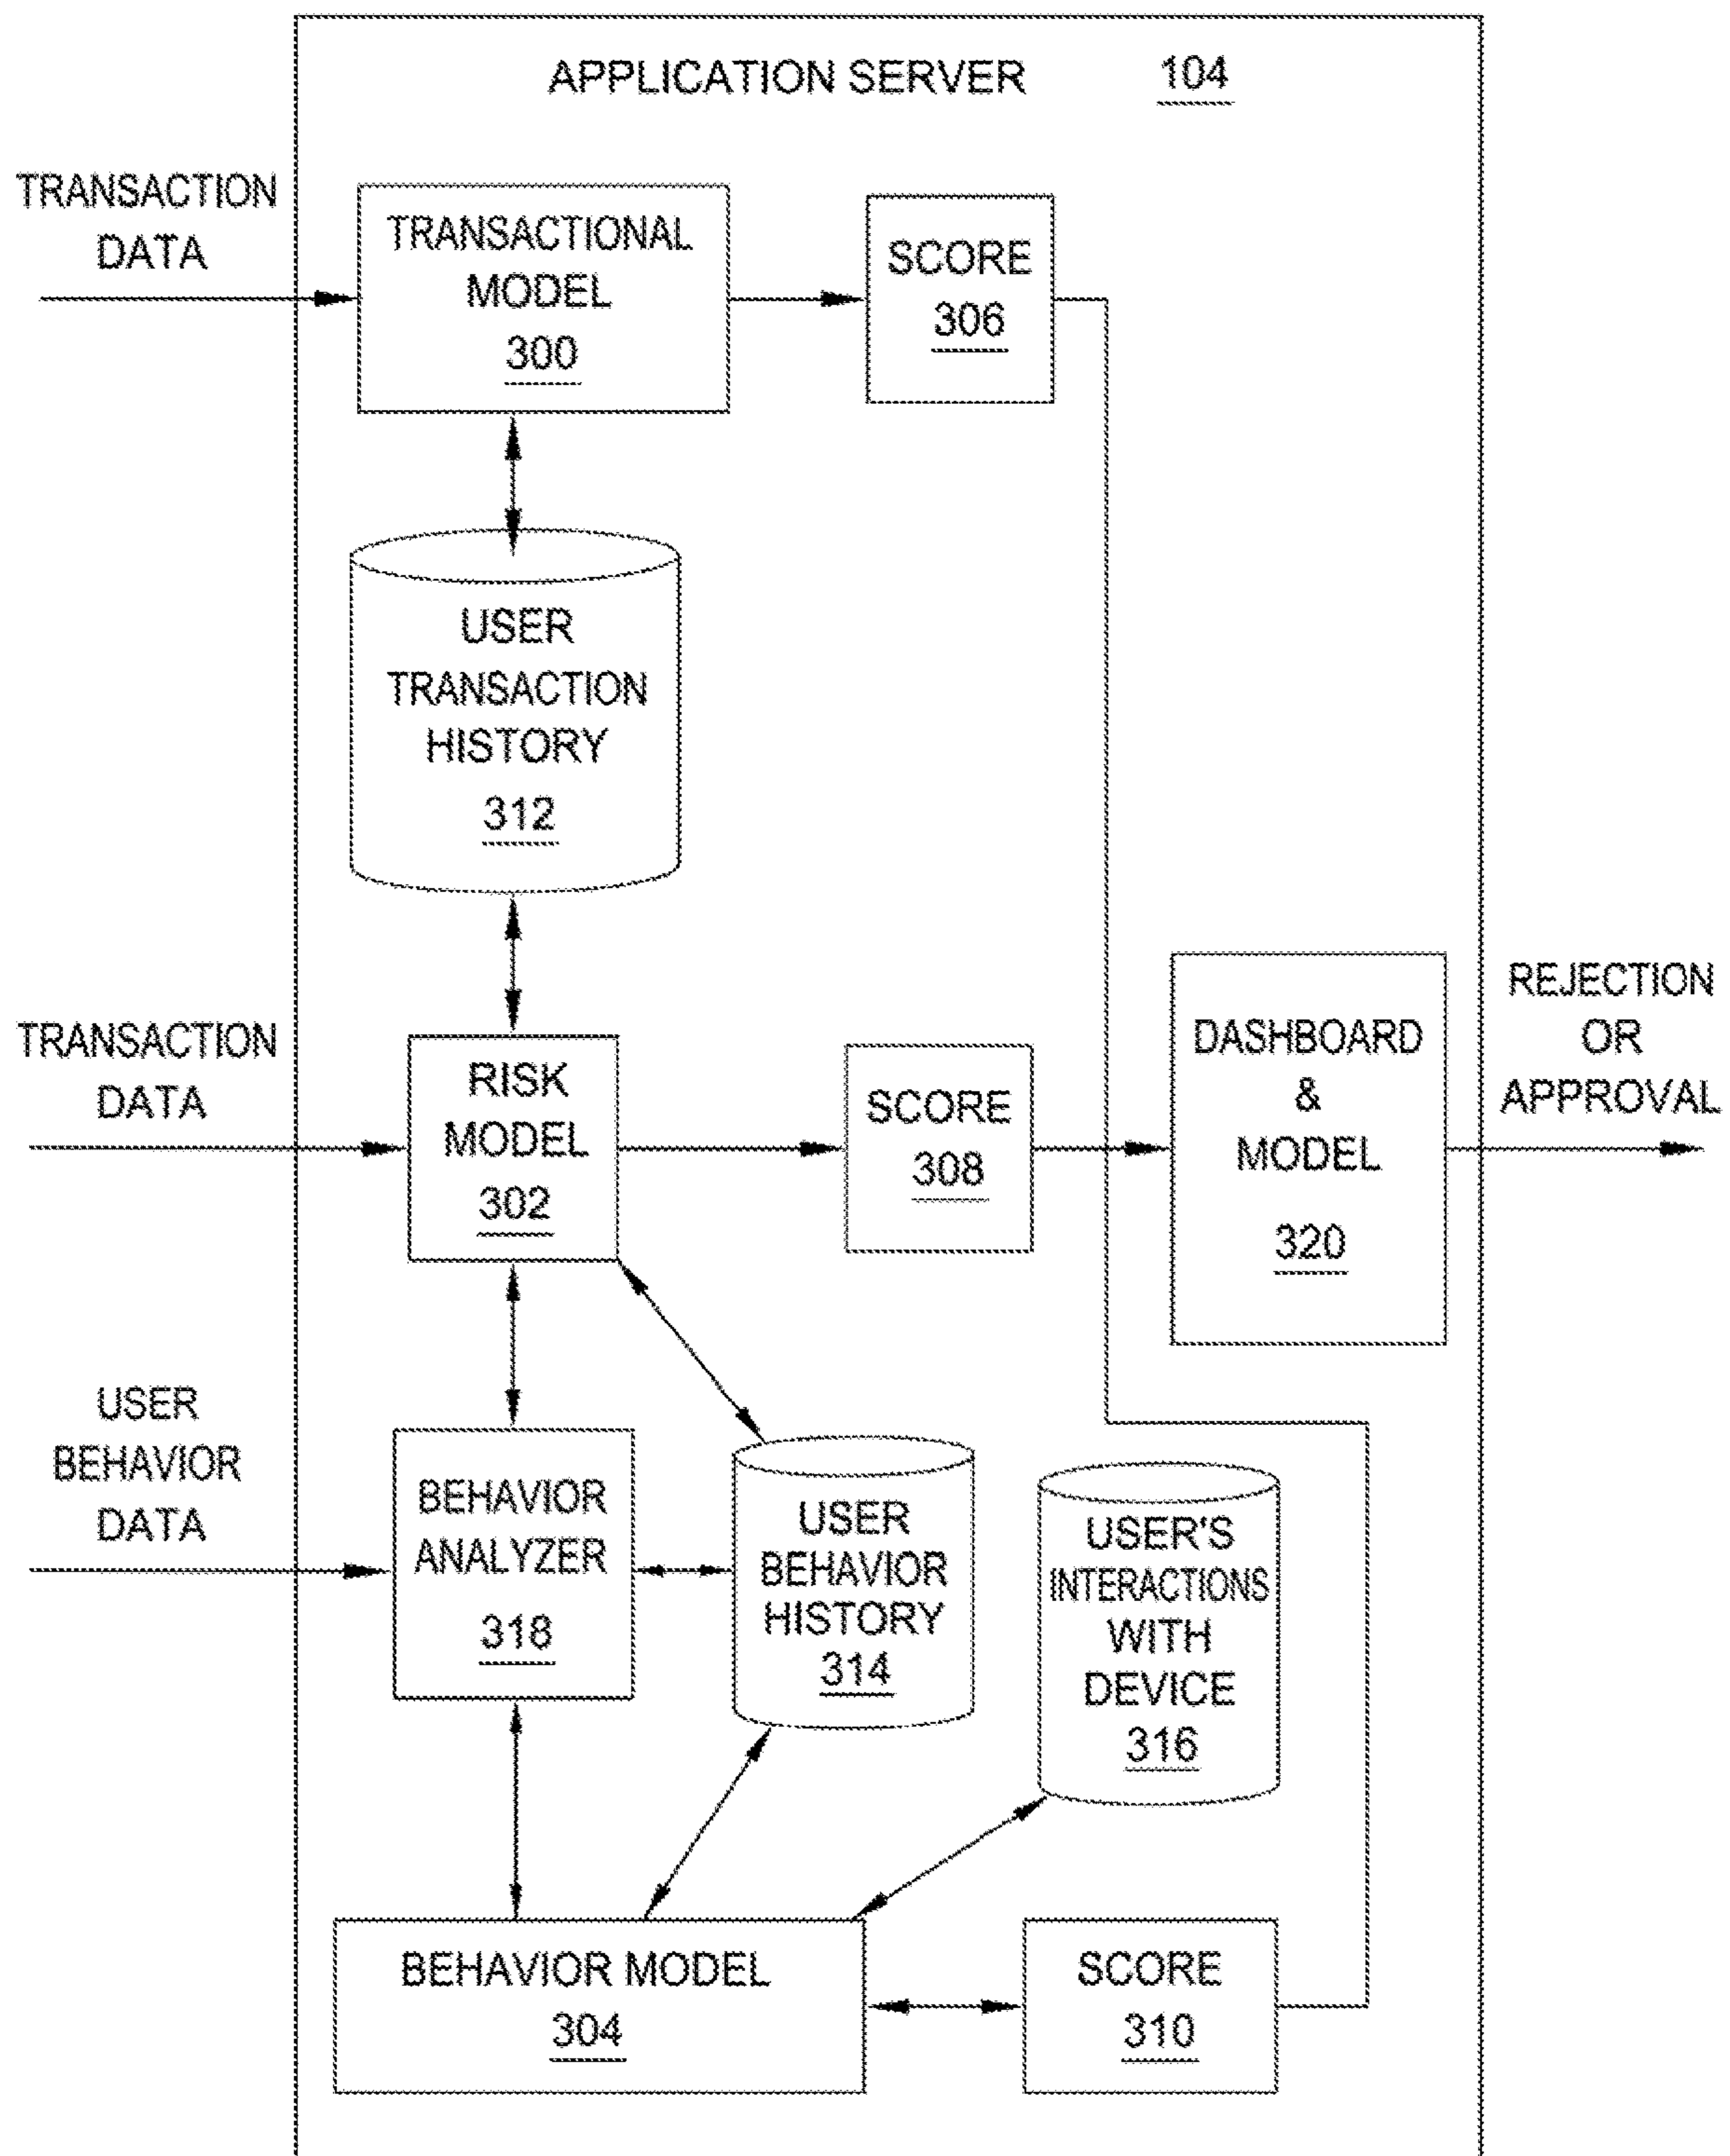 APPLICATION SERVER 104
TRANSACTION
DATA
TRANSACTIONAL
MODEL
300
SCORE
306
USER
TRANSACTION
HISTORY
312
TRANSACTION
DATA
RISK
MODEL
302
SCORE
308
DASHBOARD
&
MODEL
320
REJECTION
OR
APPROVAL
USER
BEHAVIOR
DATA
BEHAVIOR
ANALYZER
318
USER
BEHAVIOR
HISTORY
314
USER'S
INTERACTIONS
WITH
DEVICE
316
BEHAVIOR MODEL
304
SCORE
310